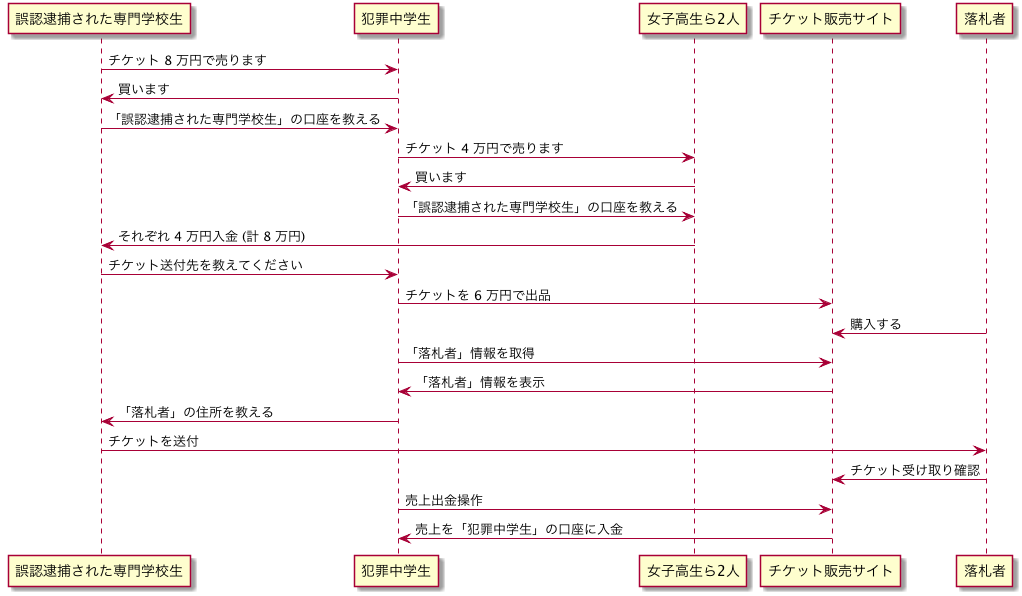 誤認逮捕された専門学校生
犯罪中学生
女子高生ら2人
チケット販売サイト
落札者
チケット 8 万円で売ります
買います
「誤認逮捕された専門学校生」の口座を教える
チケット 4 万円で売ります
買います
「誤認逮捕された専門学校生」の口座を教える
それぞれ 4 万円入金 (計 8 万円)
チケット送付先を教えてください
チケットを 6 万円で出品
購入する
「落札者」情報を取得
「落札者」情報を表示
「落札者」の住所を教える
チケットを送付
チケット受け取り確認
売上出金操作
売上を「犯罪中学生」の口座に入金
誤認逮捕された専門学校生
犯罪中学生
女子高生ら2人
チケット販売サイト
落札者